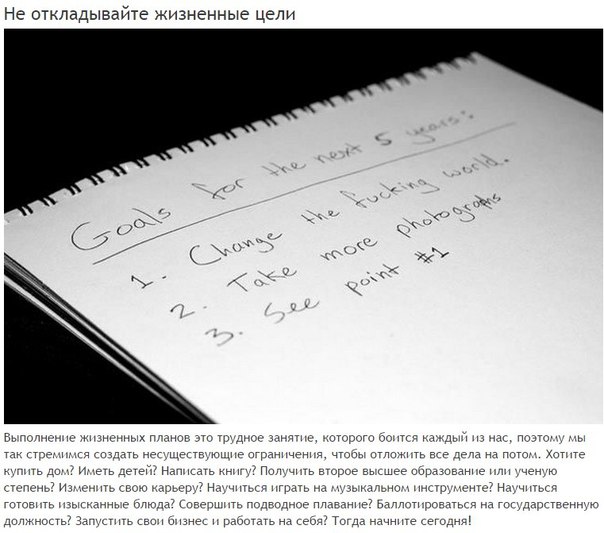 Не откладывайте жизненные цели
Goals for the next 5 years:
1. Change the fucking world.
2. Take more photographs
3. See point #1
Выполнение жизненных планов это трудное занятие, которого боится каждый из нас, поэтому мы
так стремимся создать несуществующие ограничения, чтобы отложить все дела на потом. Хотите
купить дом? Иметь детей? Написать книгу? Получить второе высшее образование или ученую
степень? Изменить свою карьеру? Научиться играть на музыкальном инструменте? Научиться
готовить изысканные блюда? Совершить подводное плавание? Баллотироваться на государственную
должность? Запустить свои бизнес и работать на себя? Тогда начните сегодня!